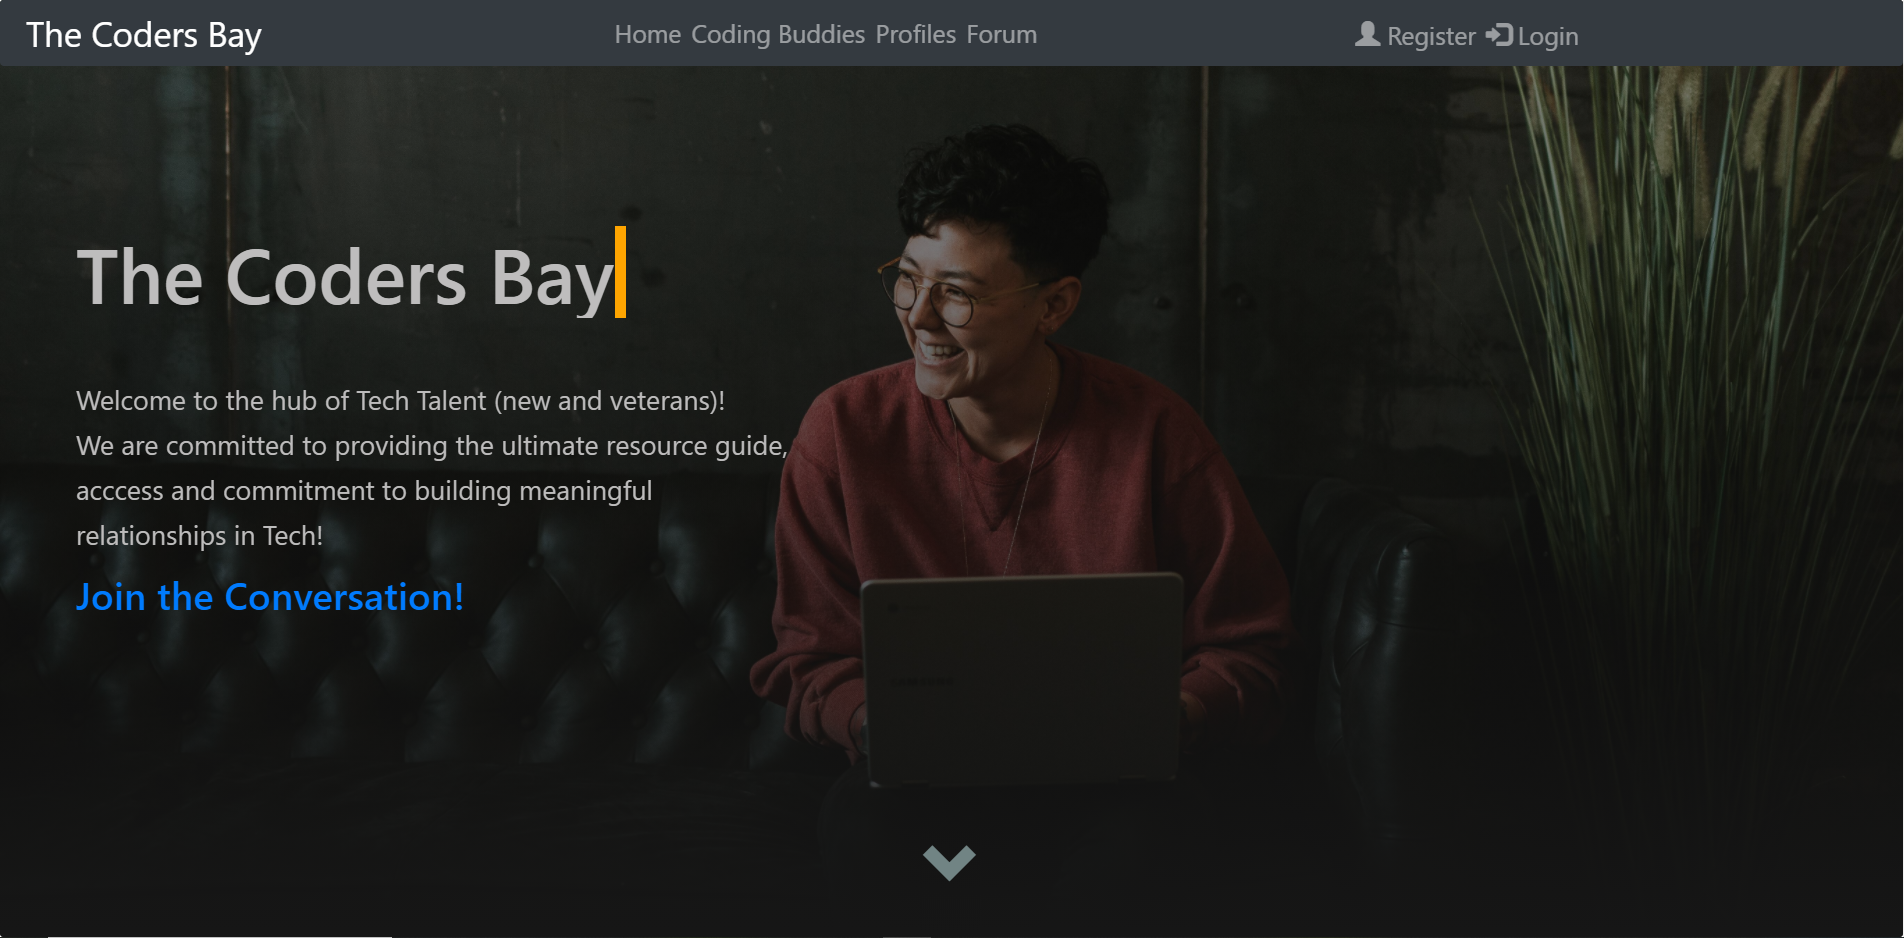 The Coders Bay
Home Coding Buddies Profiles Forum
Register Login
The Coders Bay
Welcome to the hub of Tech Talent (new and veterans)!
We are committed to providing the ultimate resource guide,
acccess and commitment to building meaningful
relationships in Tech!
Join the Conversation!